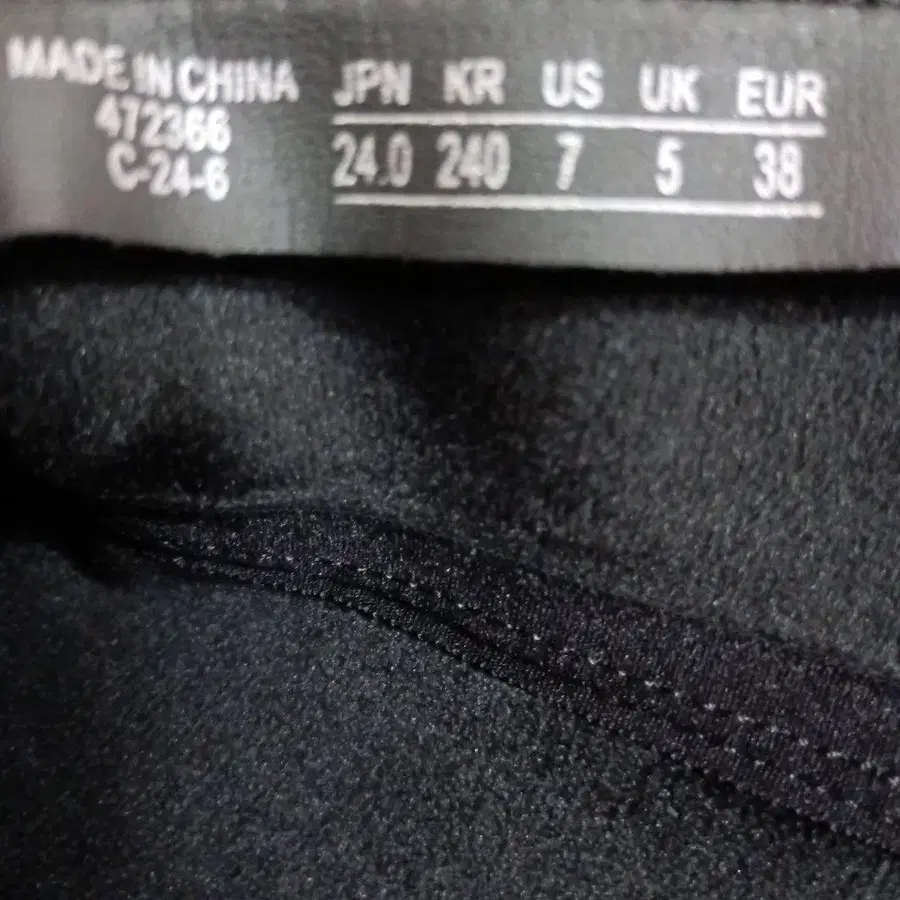 MADE IN CHINA
472366
C-24-6
JPN KR US UK EUR
24.0 240 7 5 38